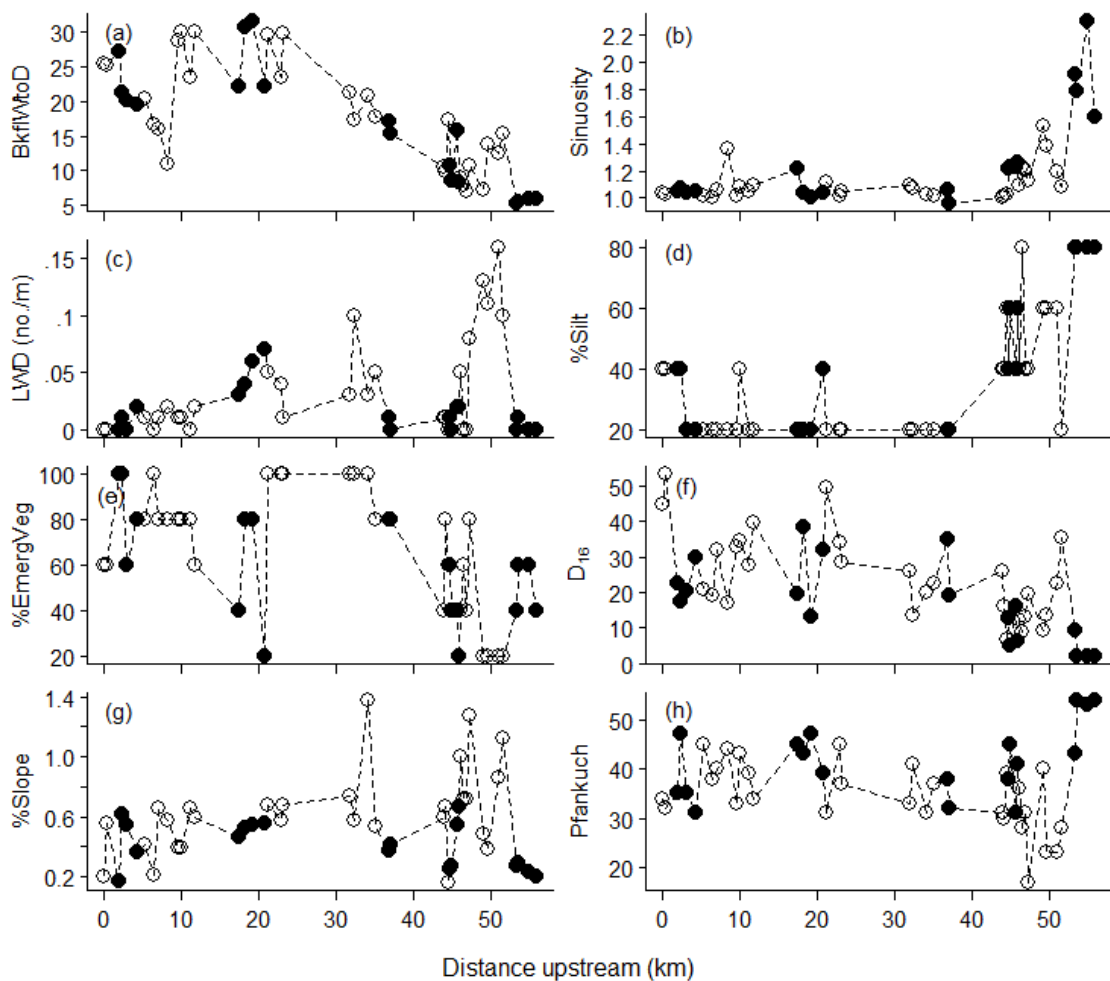 (a)
BkflWtoD
30
25
20
15
10
5
(b)
Sinuosity
2.2
2.0
1.8
1.6
1.4
1.2
1.0
(c)
LWD (no./m)
.15
.1
.05
0
(d)
%Silt
80
60
40
20
(e)
%EmergVeg
100
80
60
40
20
(f)
D16
50
40
30
20
10
0
(g)
%Slope
1.4
1.0
0.6
0.2
0 10 20 30 40 50
(h)
Pfankuch
50
40
30
20
0 10 20 30 40 50
Distance upstream (km)